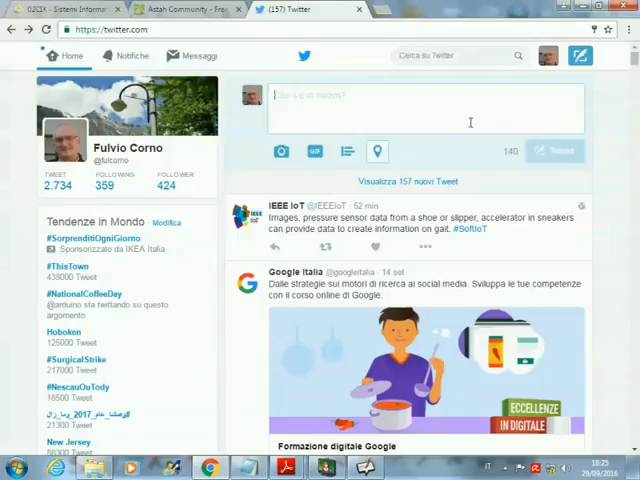 02CIX - Sistemi Informat
Astah Community - Free
(157) Twitter
https://twitter.com
Home
Notifiche
Messaggi
Cerca su Twitter
Fulvio Corno
@fulcorno
TWEET
FOLLOWING
FOLLOWER
2.734
359
424
140
Tweet
Visualizza 157 nuovi Tweet
Tendenze in Mondo · Modifica
#SorprenditiOgniGiorno
Sponsorizzato da IKEA Italia
#ThisTown
438000 Tweet
#NationalCoffeeDay
@arduino sta twittando su questo
argomento
Hoboken
125000 Tweet
#SurgicalStrike
217000 Tweet
#NescauOuTody
18500 Tweet
21300 Tweet
New Jersey
IEEE IoT @IEEEIoT · 52 min
Images, pressure sensor data from a shoe or slipper, accelerator in sneakers
can provide data to create information on gait. #SoftIoT
Google Italia @googleitalia · 14 set
Dalle strategie sui motori di ricerca ai social media. Sviluppa le tue competenze
con il corso online di Google.
ECCELLENZE
IN DIGITALE
Formazione digitale Google
IT
18:25
29/09/2016